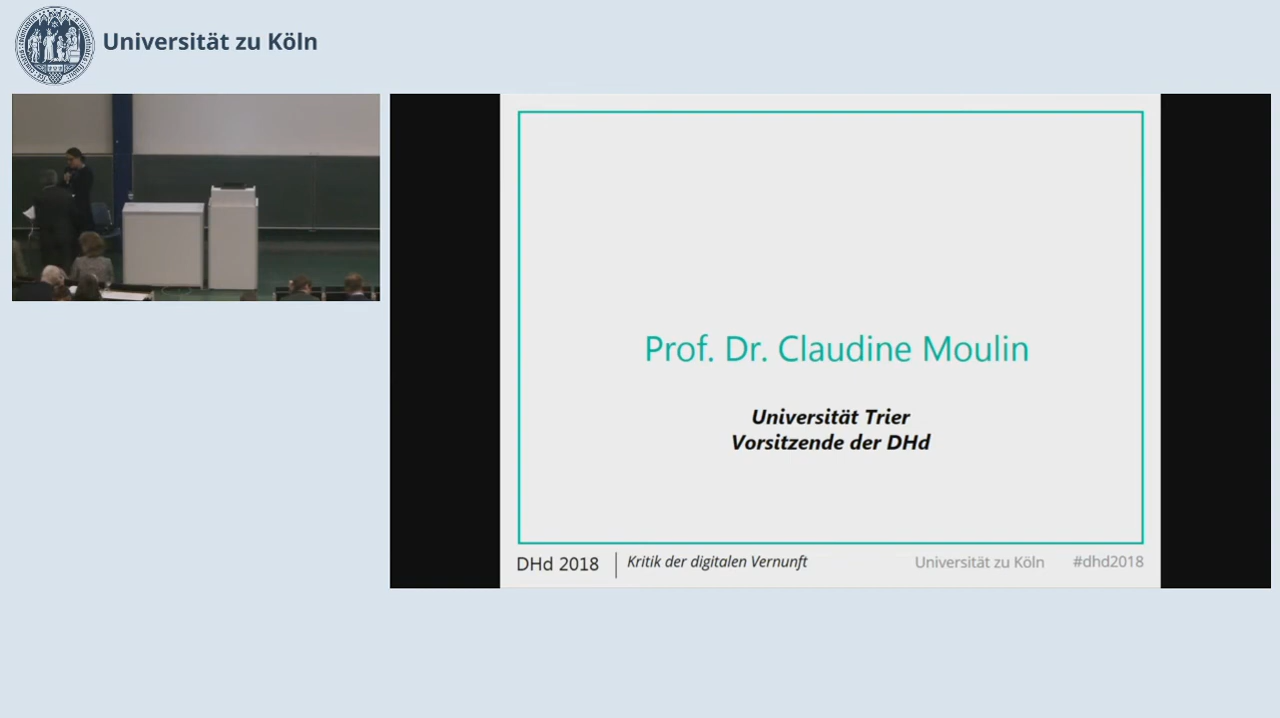 Universität zu Köln
Prof. Dr. Claudine Moulin
Universität Trier
Vorsitzende der DHd
DHd 2018 | Kritik der digitalen Vernunft
Universität zu Köln #dhd2018